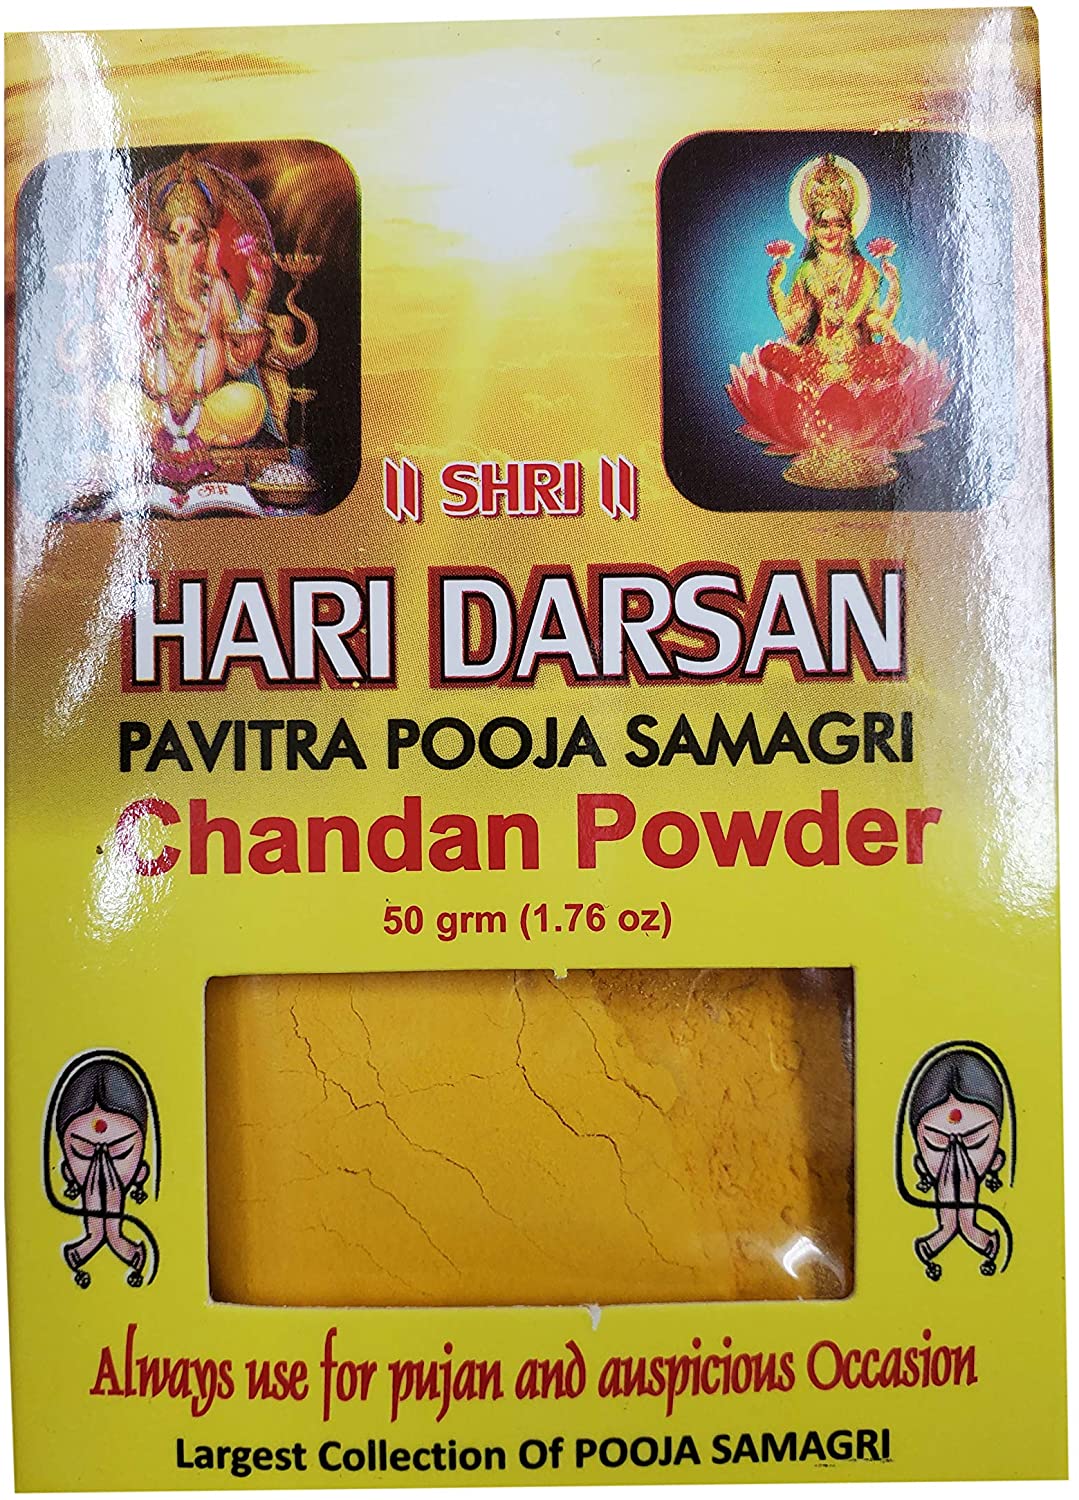 || SHRI ||
HARI DARSAN
PAVITRA POOJA SAMAGRI
Chandan Powder
50 grm (1.76 oz)
Always use for pujan and auspicious Occasion
Largest Collection Of POOJA SAMAGRI